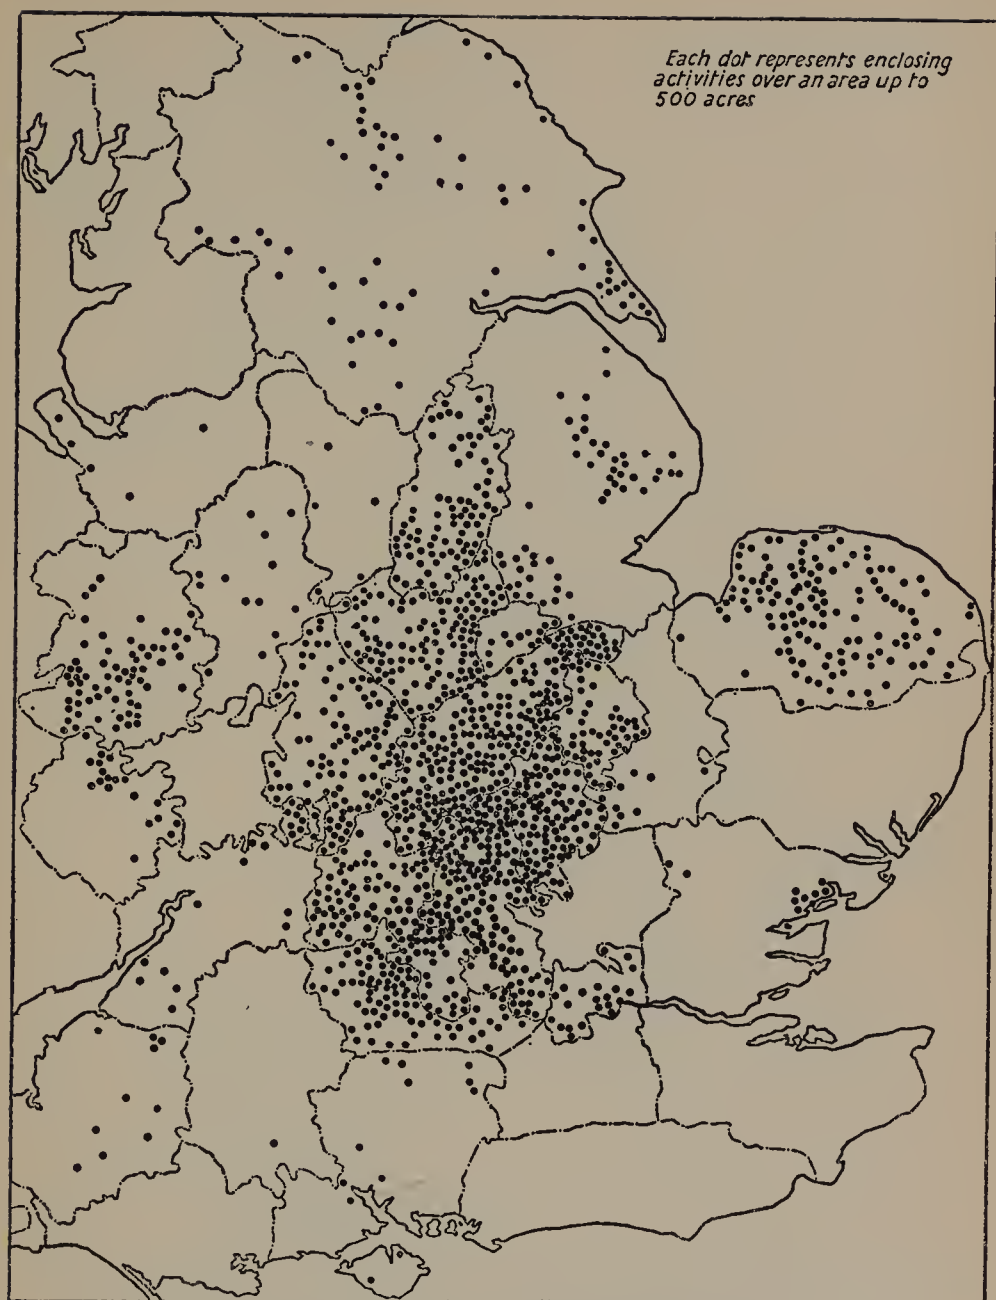 Each dot represents enclosing
activities over an area up to
500 acres